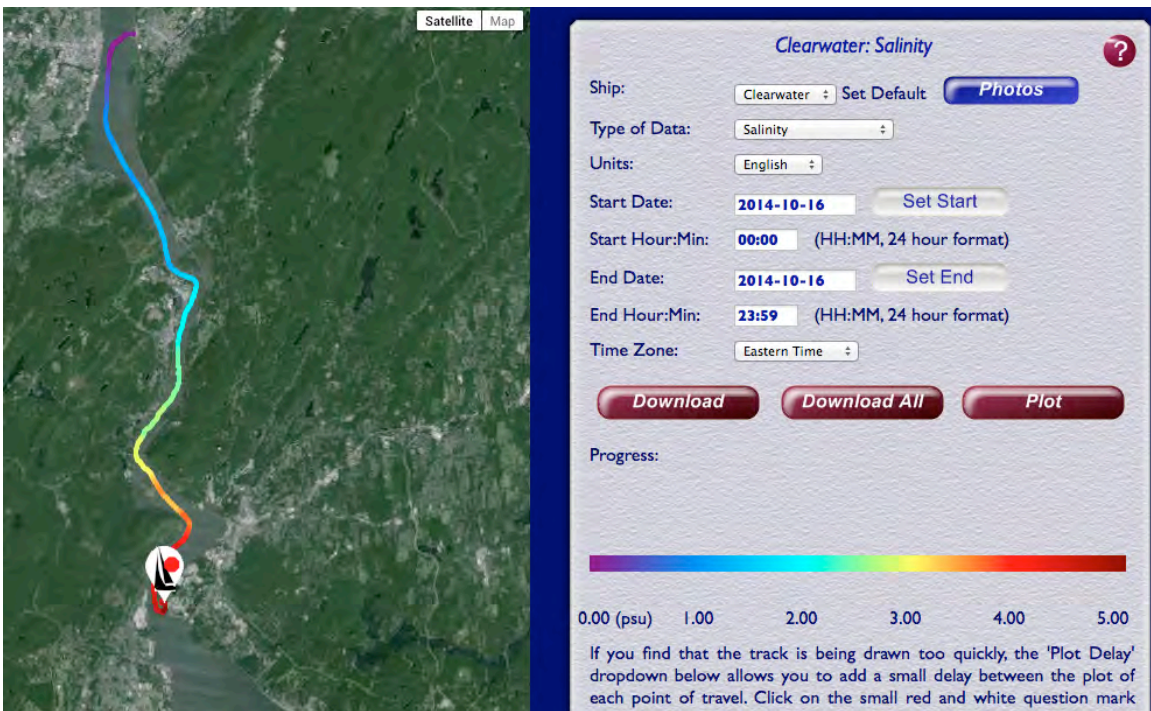 Satellite Map
Clearwater: Salinity
?
Ship: Clearwater Set Default Photos
Type of Data: Salinity
Units: English
Start Date: 2014-10-16 Set Start
Start Hour:Min: 00:00 (HH:MM, 24 hour format)
End Date: 2014-10-16 Set End
End Hour:Min: 23:59 (HH:MM, 24 hour format)
Time Zone: Eastern Time
Download Download All Plot
Progress:
0.00 (psu) 1.00 2.00 3.00 4.00 5.00
If you find that the track is being drawn too quickly, the 'Plot Delay'
dropdown below allows you to add a small delay between the plot of
each point of travel. Click on the small red and white question mark